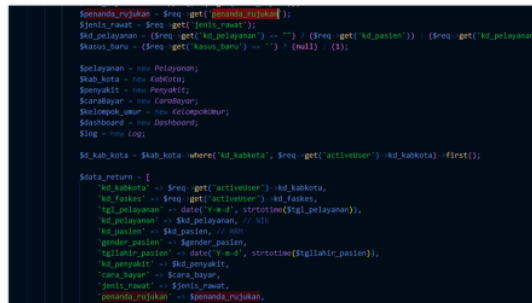 $penanda_rujukan = $req->get('penanda_rujukan');
$jenis_rawat = $req->get('jenis_rawat');
$kd_pelayanan = ($req->get('kd_pelayanan') == "") ? ($req->get('kd_pasien')) : ($req->get('kd_pelayanan
$kasus_baru = ($req->get('kasus_baru') == '') ? (null) : (1);
$pelayanan = new Pelayanan;
$kab_kota = new KabKota;
$penyakit = new Penyakit;
$caraBayar = new CaraBayar;
$kelompok_umur = new KelompokUmur;
$dashboard = new Dashboard;
$log = new Log;
$d_kab_kota = $kab_kota->where('kd_kabkota', $req->get('activeUser')->kd_kabkota)->first();
$data_return = [
'kd_kabkota' => $req->get('activeUser')->kd_kabkota,
'kd_faskes' => $req->get('activeUser')->kd_faskes,
'tgl_pelayanan' => date('Y-m-d', strtotime($tgl_pelayanan)),
'kd_pelayanan' => $kd_pelayanan, // NIK
'kd_pasien' => $kd_pasien, // NRM
'gender_pasien' => $gender_pasien,
'tgllahir_pasien' => date('Y-m-d', strtotime($tgllahir_pasien)),
'kd_penyakit' => $kd_penyakit,
'cara_bayar' => $cara_bayar,
'jenis_rawat' => $jenis_rawat,
'penanda_rujukan' => $penanda_rujukan,